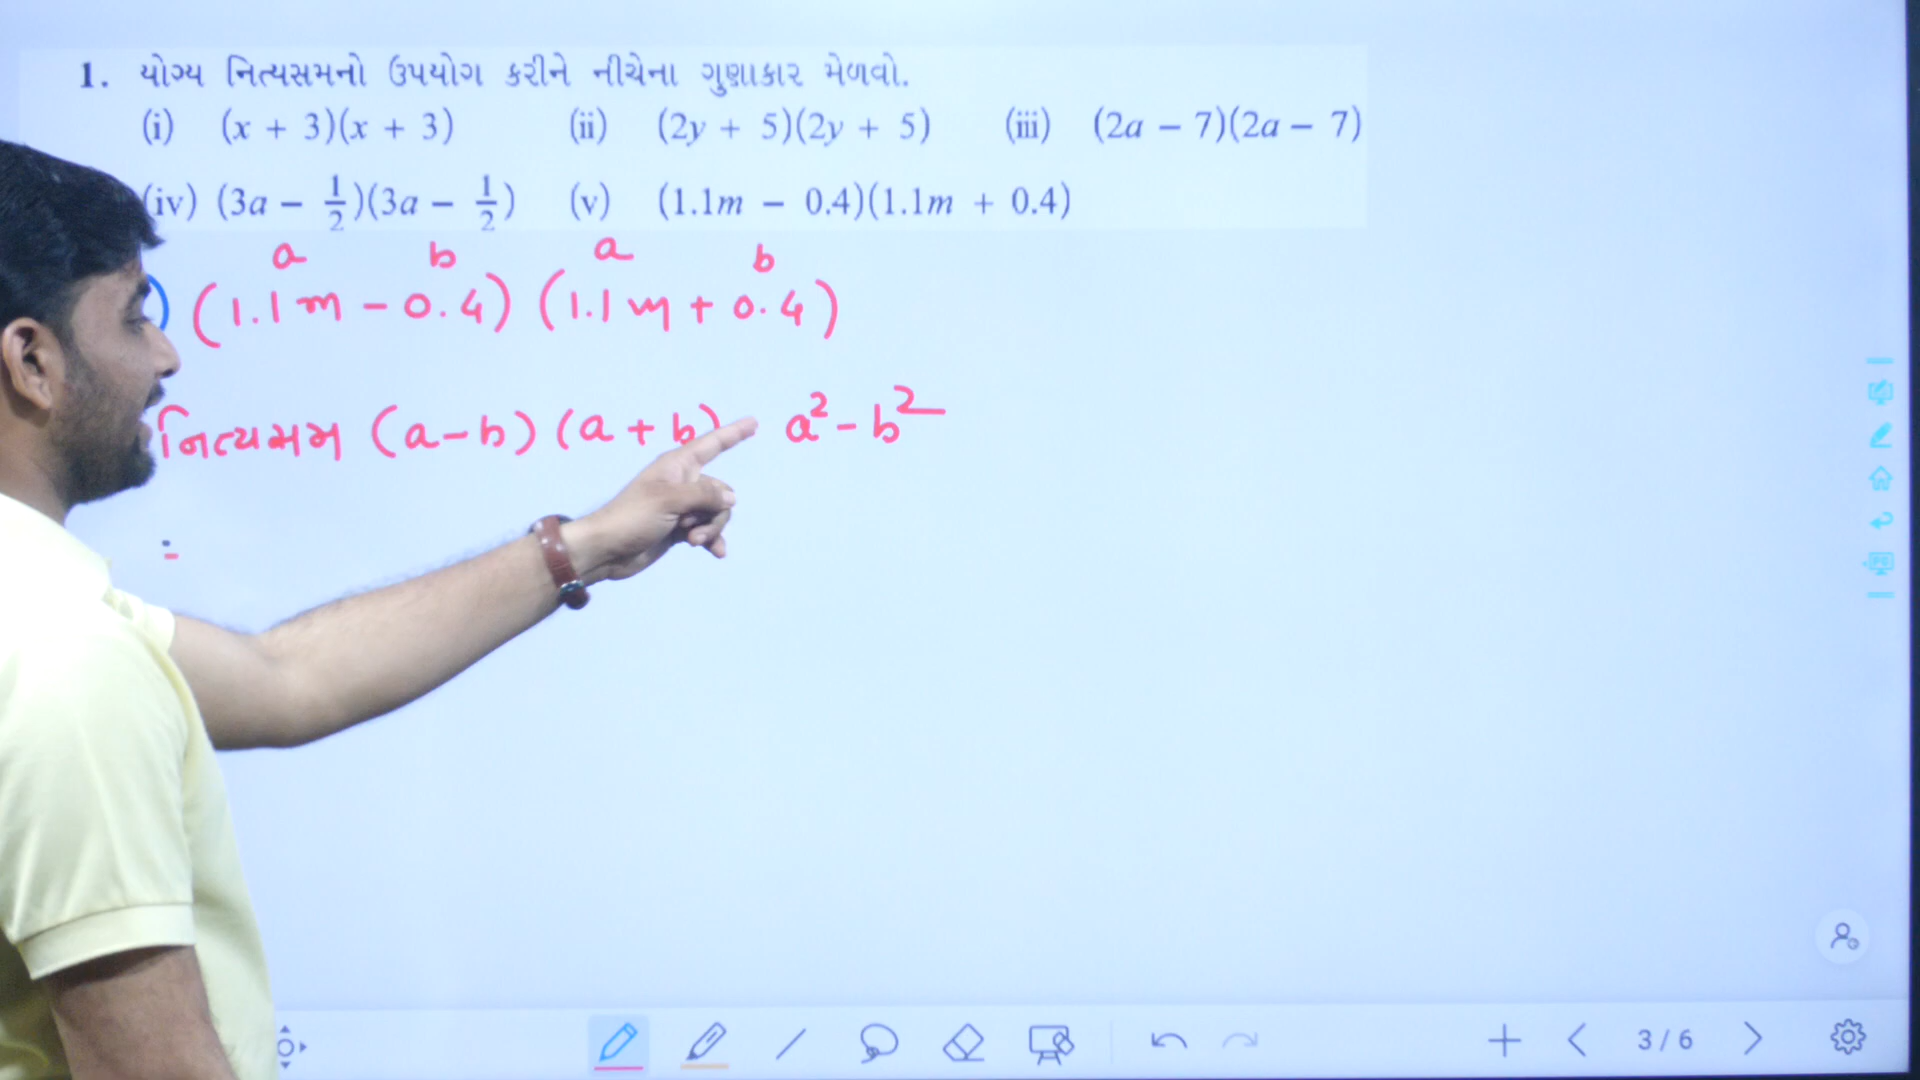 1. યોગ્ય નિત્યસમનો ઉપયોગ કરીને નીચેના ગુણાકાર મેળવો.
(i) (x + 3)(x + 3) (ii) (2y + 5)(2y + 5) (iii) (2a – 7)(2a – 7)
(iv) (3a – 1/2)(3a – 1/2) (v) (1.1m – 0.4)(1.1m + 0.4)
a b a b
(1.1m – 0.4) (1.1m + 0.4)
નિત્યસમ (a – b) (a + b) a² – b²
=
3 / 6